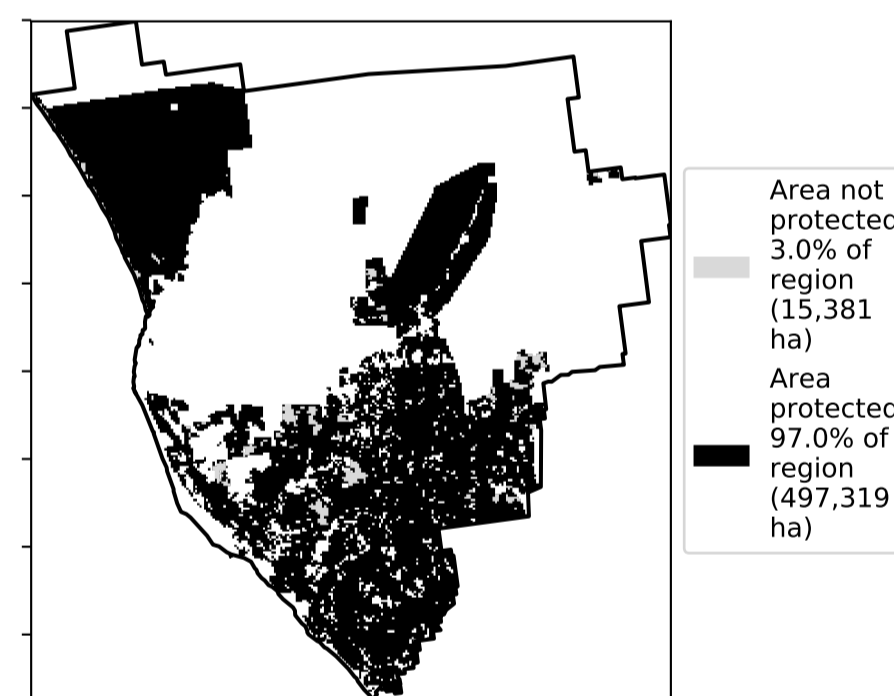 Area not
protected
3.0% of
region
(15,381
ha)
Area
protected
97.0% of
region
(497,319
ha)